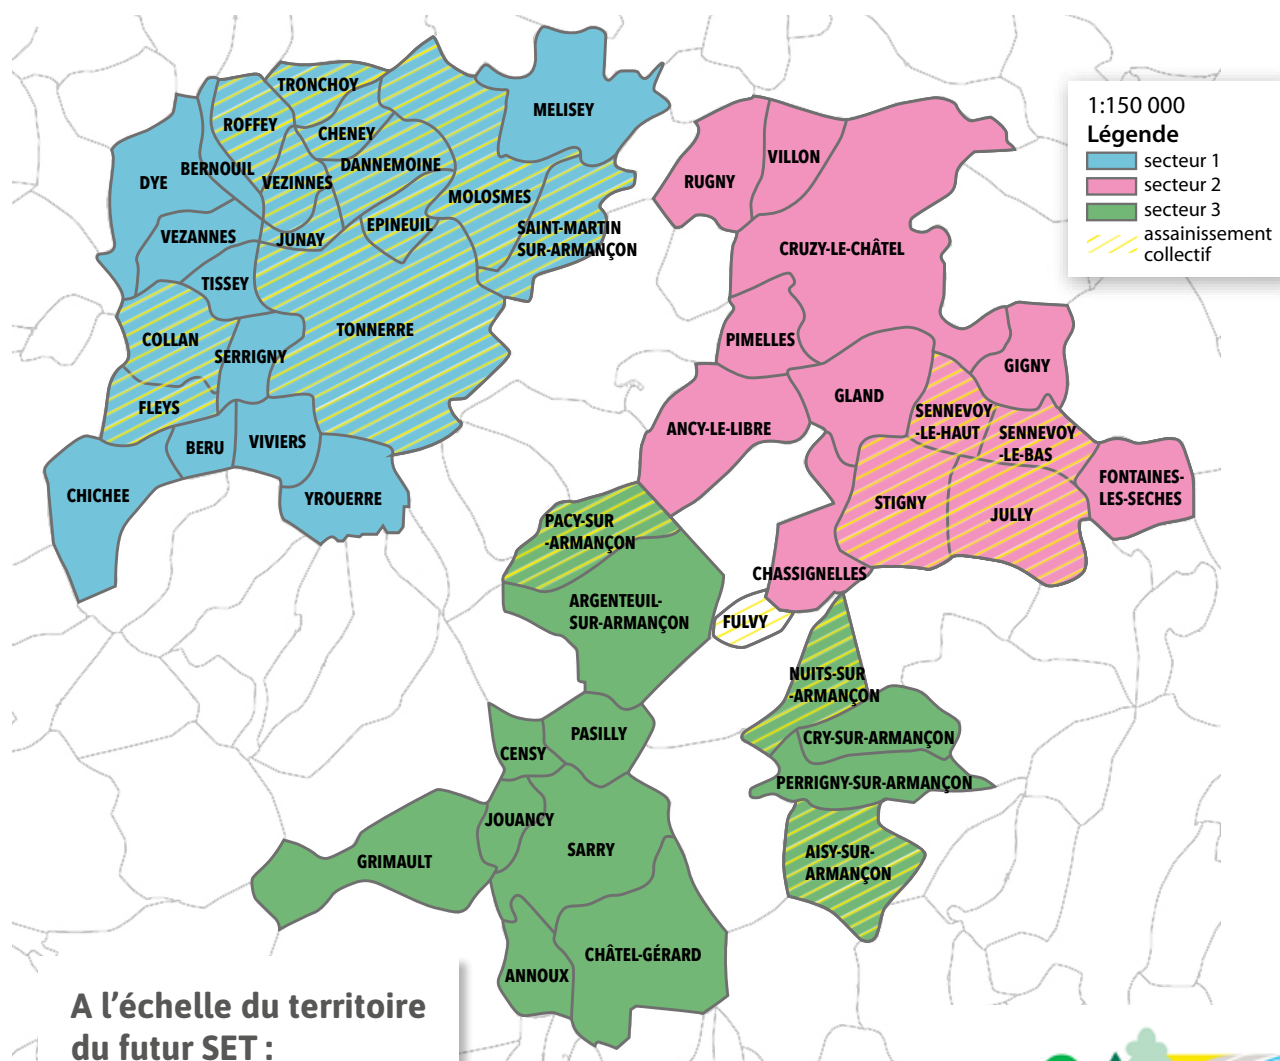 TRONCHOY
MELISEY
ROFFEY
CHENEY
DANNEMOINE
BERNOUIL
DYE
VEZINNES
MOLOSMES
EPINEUIL
SAINT-MARTIN
SUR-ARMANÇON
VEZANNES
JUNAY
TISSEY
TONNERRE
COLLAN
SERRIGNY
FLEYS
BERU
VIVIERS
CHICHEE
YROUERRE
1:150 000
Légende
secteur 1
secteur 2
secteur 3
assainissement
collectif
VILLON
RUGNY
CRUZY-LE-CHÂTEL
PIMELLES
GIGNY
GLAND
ANCY-LE-LIBRE
SENNEVOY
-LE-HAUT
SENNEVOY
-LE-BAS
FONTAINES-
LES-SECHES
STIGNY
JULLY
CHASSIGNELLES
PACY-SUR
-ARMANÇON
ARGENTEUIL-
SUR-ARMANÇON
FULVY
NUITS-SUR
-ARMANÇON
CRY-SUR-ARMANÇON
PERRIGNY-SUR-ARMANÇON
AISY-SUR-
ARMANÇON
PASILLY
CENSY
JOUANCY
SARRY
GRIMAULT
CHÂTEL-GÉRARD
ANNOUX
A l'échelle du territoire
du futur SET :